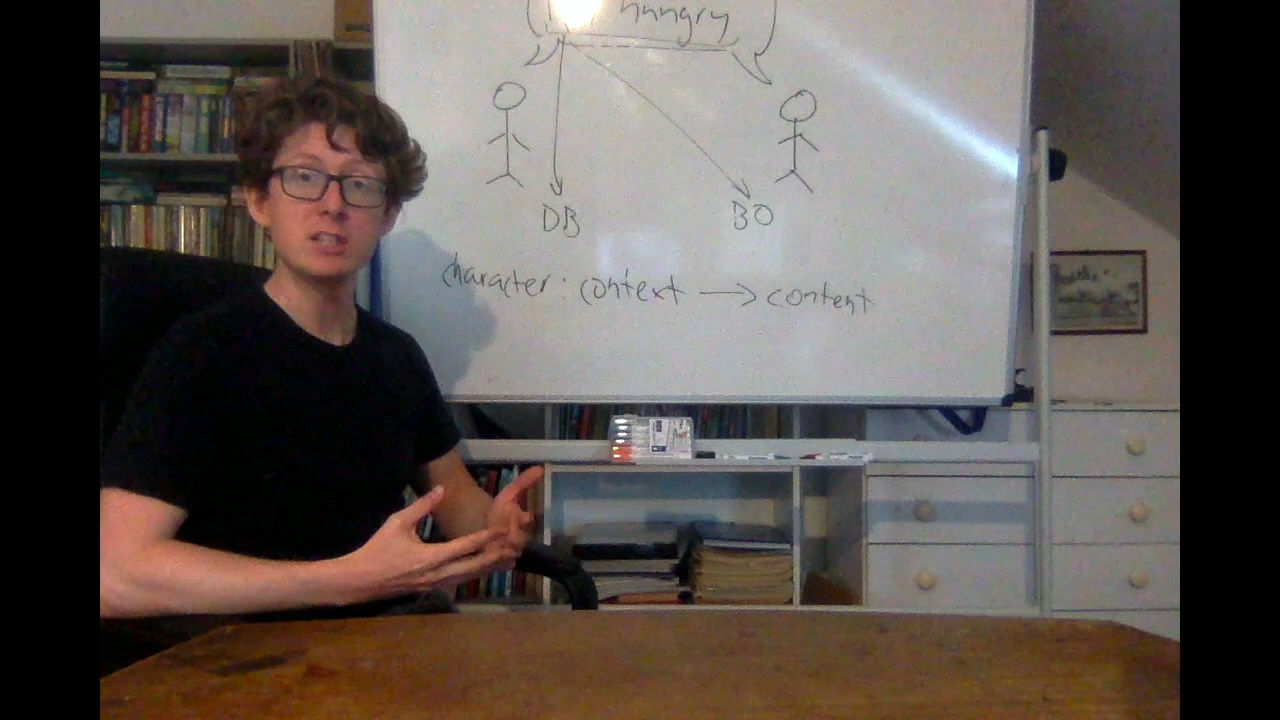 hungry
DB
BO
character: context → content